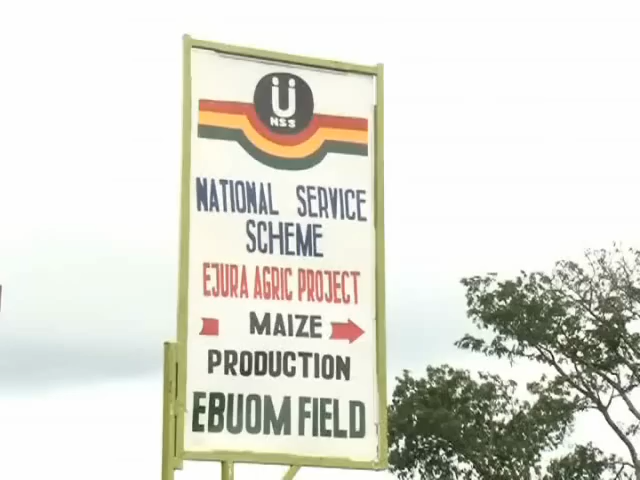 NSS
NATIONAL SERVICE
SCHEME
EJURA AGRIC PROJECT
MAIZE
PRODUCTION
EBUOM FIELD